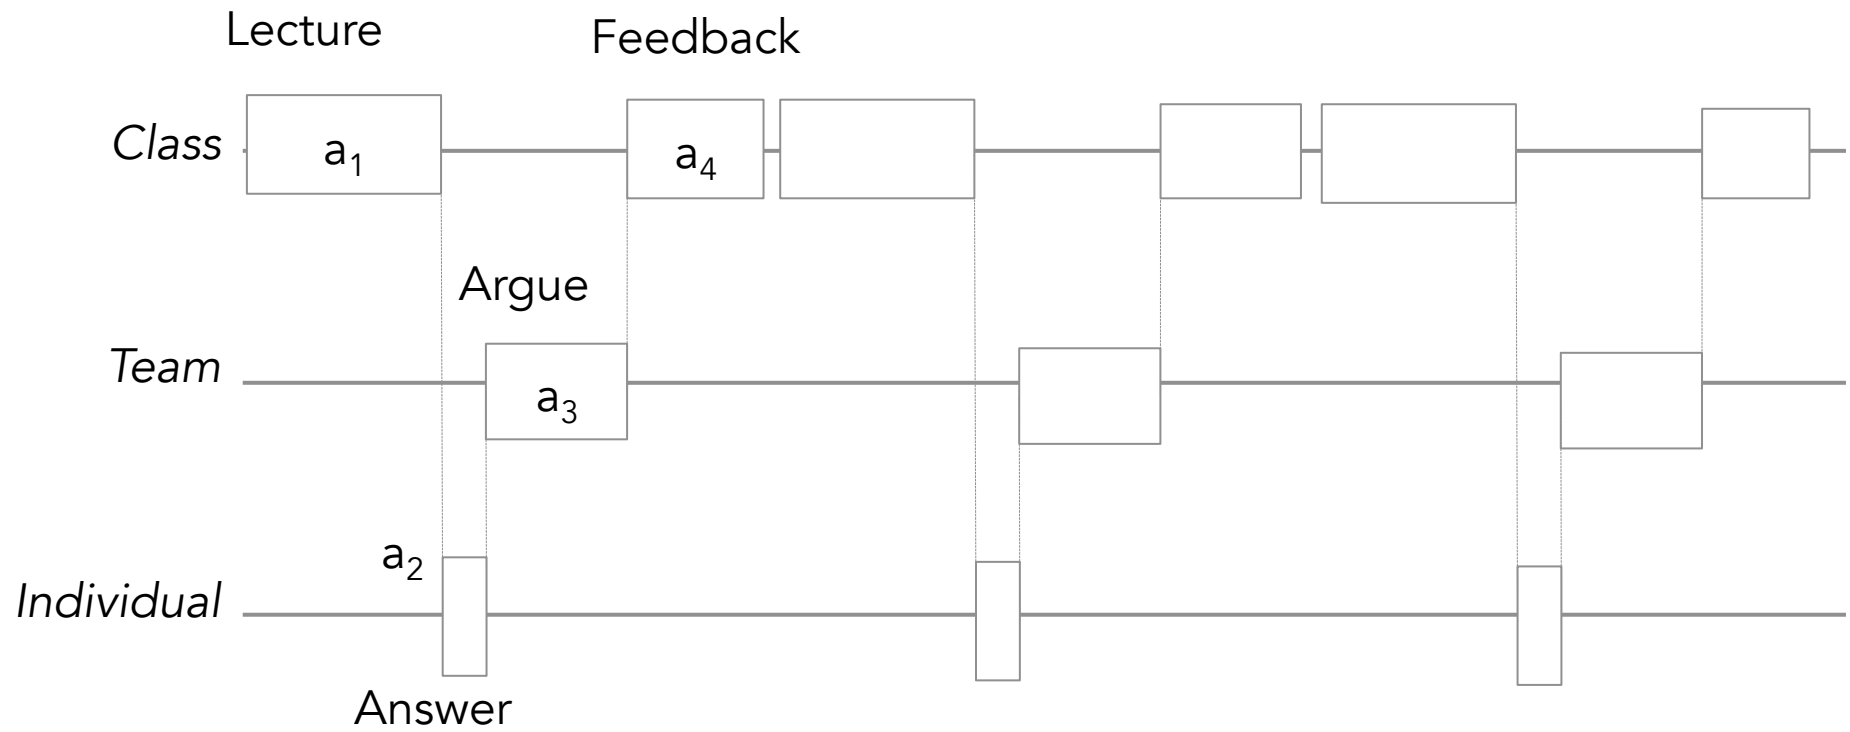 Lecture
Feedback
Class
a₁
a₄
Argue
Team
a₃
a₂
Individual
Answer